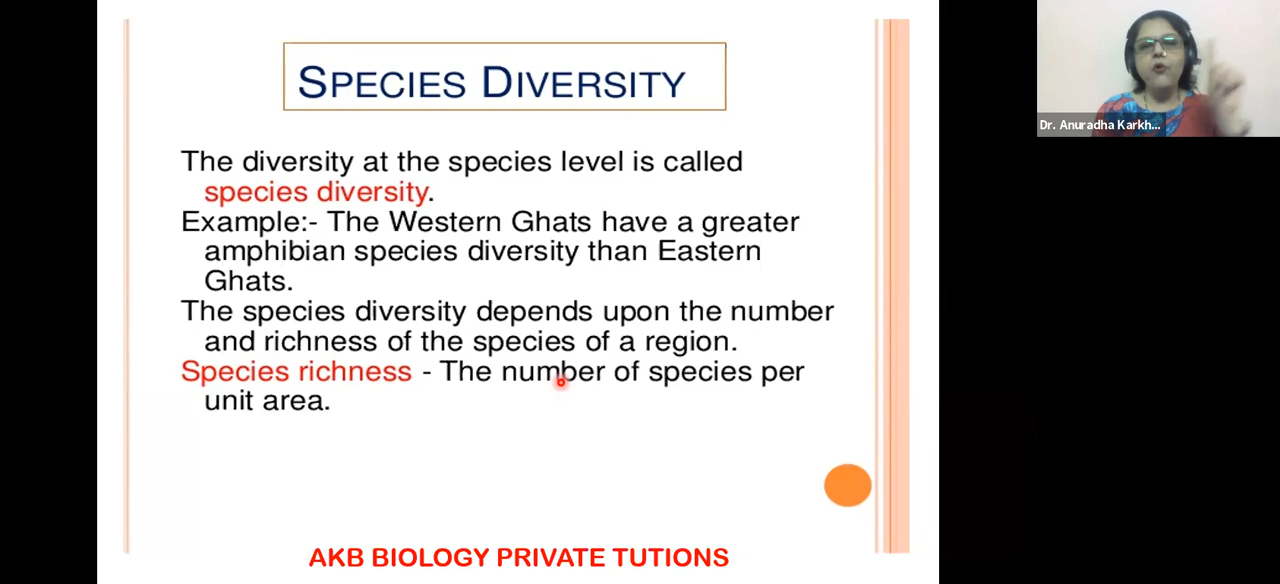 SPECIES DIVERSITY
The diversity at the species level is called
species diversity.
Example:- The Western Ghats have a greater
amphibian species diversity than Eastern
Ghats.
The species diversity depends upon the number
and richness of the species of a region.
Species richness - The number of species per
unit area.
AKB BIOLOGY PRIVATE TUTIONS
Dr. Anuradha Karkh...